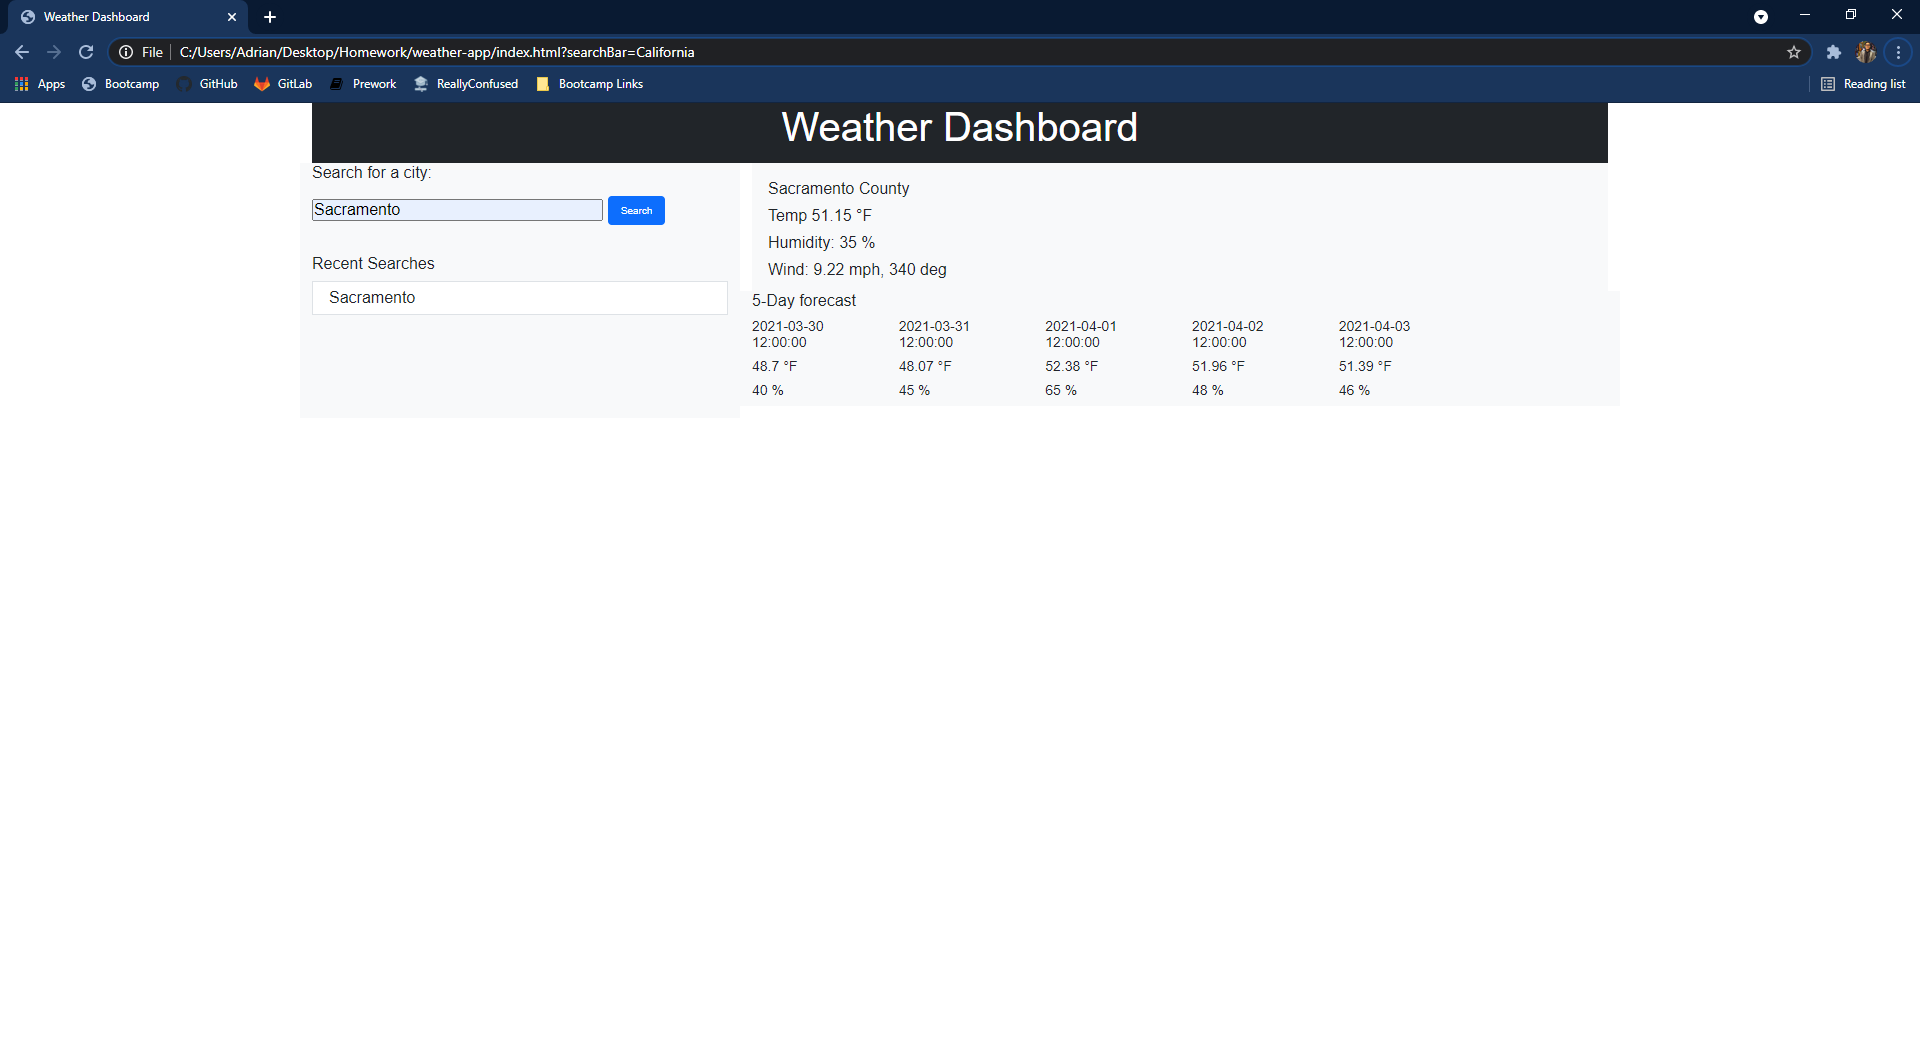 Weather Dashboard
File C:/Users/Adrian/Desktop/Homework/weather-app/index.html?searchBar=California
Apps Bootcamp GitHub GitLab Prework ReallyConfused Bootcamp Links Reading list
Weather Dashboard
Search for a city:
Sacramento Search
Recent Searches
Sacramento
Sacramento County
Temp 51.15 °F
Humidity: 35 %
Wind: 9.22 mph, 340 deg
5-Day forecast
2021-03-30 2021-03-31 2021-04-01 2021-04-02 2021-04-03
12:00:00 12:00:00 12:00:00 12:00:00 12:00:00
48.7 °F 48.07 °F 52.38 °F 51.96 °F 51.39 °F
40 % 45 % 65 % 48 % 46 %